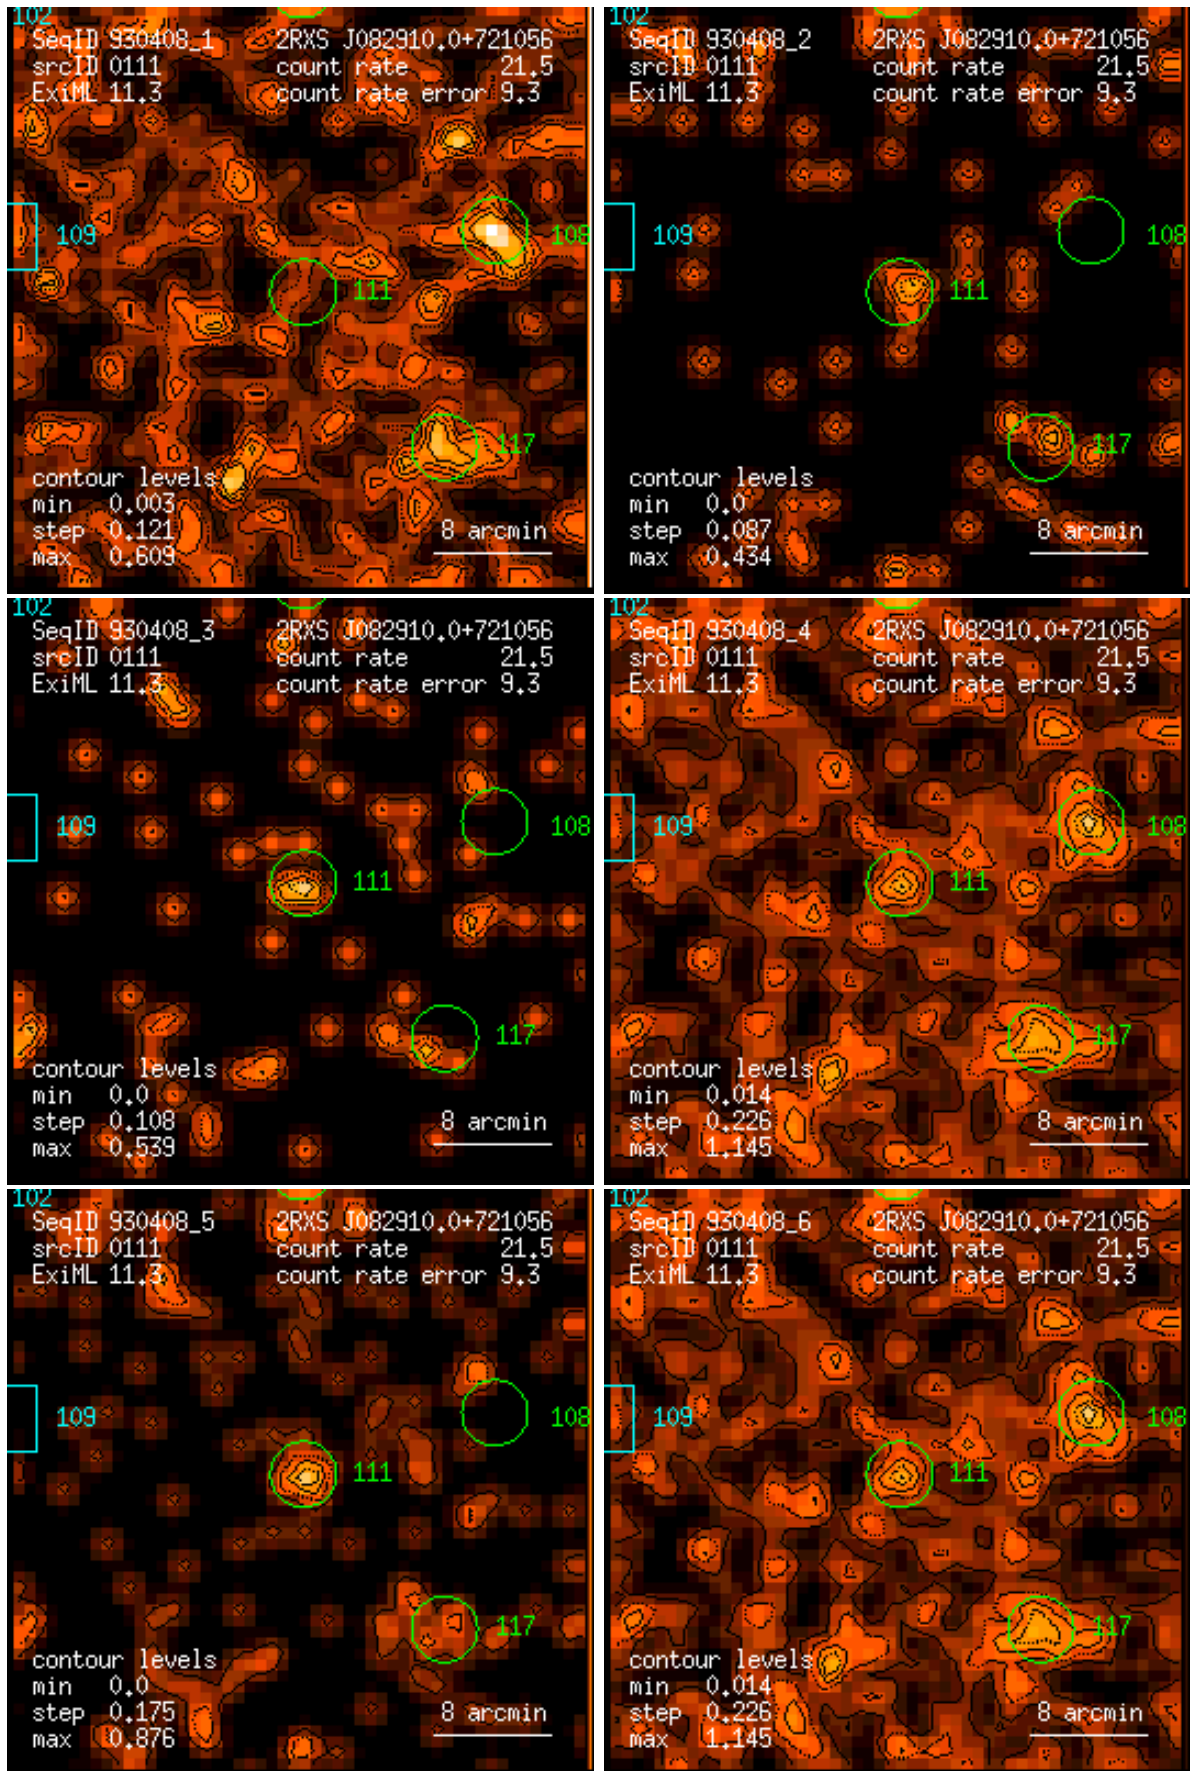 102
SeqID 930408_1 2RXS J082910.0+721056
srcID 0111 count rate 21.5
ExiML 11.3 count rate error 9.3
109
108
111
117
contour levels
min 0.003
step 0.121
max 0.609
8 arcmin
SeqID 930408_2 2RXS J082910.0+721056
srcID 0111 count rate 21.5
ExiML 11.3 count rate error 9.3
109
108
111
117
contour levels
min 0.0
step 0.087
max 0.434
8 arcmin
102
SeqID 930408_3 2RXS J082910.0+721056
srcID 0111 count rate 21.5
ExiML 11.3 count rate error 9.3
109
108
111
117
contour levels
min 0.0
step 0.108
max 0.539
8 arcmin
102
SeqID 930408_4 2RXS J082910.0+721056
srcID 0111 count rate 21.5
ExiML 11.3 count rate error 9.3
109
108
111
117
contour levels
min 0.014
step 0.226
max 1.145
8 arcmin
102
SeqID 930408_5 2RXS J082910.0+721056
srcID 0111 count rate 21.5
ExiML 11.3 count rate error 9.3
109
108
111
117
contour levels
min 0.0
step 0.175
max 0.876
8 arcmin
102
SeqID 930408_6 2RXS J082910.0+721056
srcID 0111 count rate 21.5
ExiML 11.3 count rate error 9.3
109
108
111
117
contour levels
min 0.014
step 0.226
max 1.145
8 arcmin